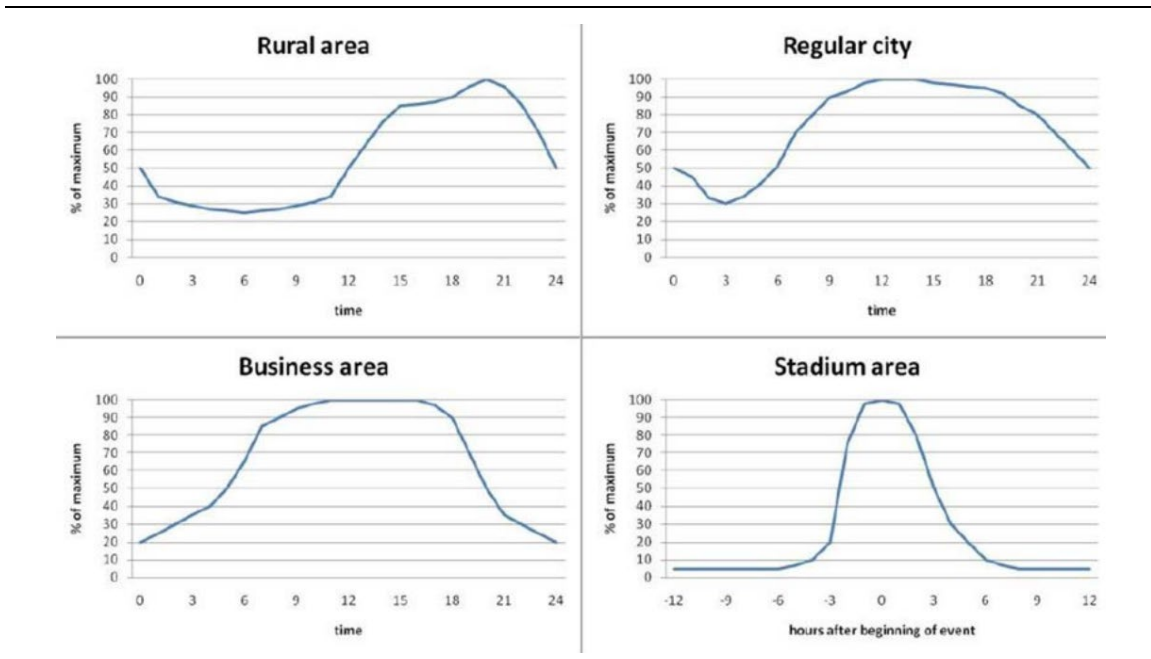 Rural area
% of maximum
100
90
80
70
60
50
40
30
20
10
0
0 3 6 9 12 15 18 21 24
time
Regular city
% of maximum
100
90
80
70
60
50
40
30
20
10
0
0 3 6 9 12 15 18 21 24
time
Business area
% of maximum
100
90
80
70
60
50
40
30
20
10
0
0 3 6 9 12 15 18 21 24
time
Stadium area
% of maximum
100
90
80
70
60
50
40
30
20
10
0
-12 -9 -6 -3 0 3 6 9 12
hours after beginning of event